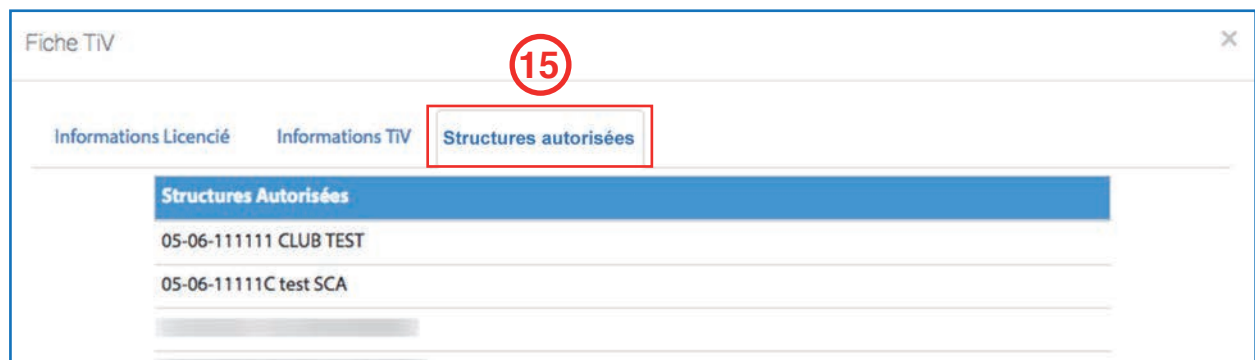 Fiche TiV ×
15
Informations Licencié Informations TiV Structures autorisées
Structures Autorisées
05-06-111111 CLUB TEST
05-06-11111C test SCA